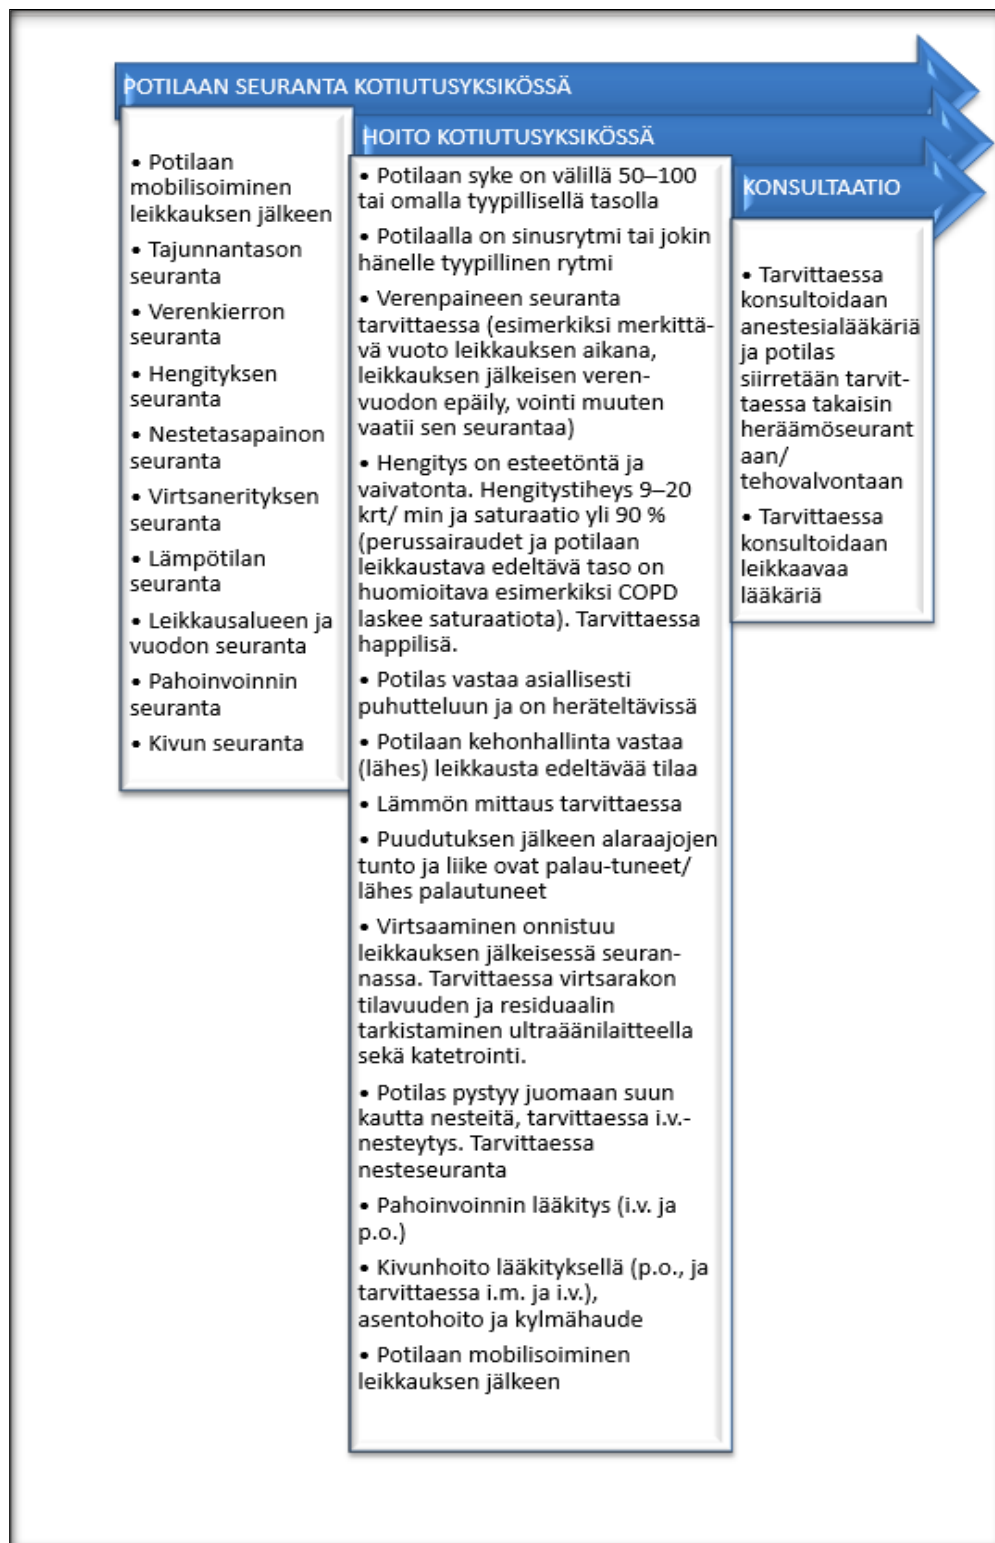 POTILAAN SEURANTA KOTIUTUSYKSIKÖSSÄ
• Potilaan
mobilisoiminen
leikkauksen jälkeen
• Tajunnantason
seuranta
• Verenkierron
seuranta
• Hengityksen
seuranta
• Nestetasapainon
seuranta
• Virtsanerityksen
seuranta
• Lämpötilan
seuranta
• Leikkausalueen ja
vuodon seuranta
• Pahoinvoinnin
seuranta
• Kivun seuranta
HOITO KOTIUTUSYKSIKÖSSÄ
• Potilaan syke on välillä 50–100
tai omalla tyypillisellä tasolla
• Potilaalla on sinusrytmi tai jokin
hänelle tyypillinen rytmi
• Verenpaineen seuranta
tarvittaessa (esimerkiksi merkittä-
vä vuoto leikkauksen aikana,
leikkauksen jälkeisen veren-
vuodon epäily, vointi muuten
vaatii sen seurantaa)
• Hengitys on esteetöntä ja
vaivatonta. Hengitystiheys 9–20
krt/ min ja saturaatio yli 90 %
(perussairaudet ja potilaan
leikkaustava edeltävä taso on
huomioitava esimerkiksi COPD
laskee saturaatiota). Tarvittaessa
happilisä.
• Potilas vastaa asiallisesti
puhutteluun ja on heräteltävissä
• Potilaan kehonhallinta vastaa
(lähes) leikkausta edeltävää tilaa
• Lämmön mittaus tarvittaessa
• Puudutuksen jälkeen alaraajojen
tunto ja liike ovat palau-tuneet/
lähes palautuneet
• Virtsaaminen onnistuu
leikkauksen jälkeisessä seuran-
nassa. Tarvittaessa virtsarakon
tilavuuden ja residuaalin
tarkistaminen ultraäänilaitteella
sekä katetrointi.
• Potilas pystyy juomaan suun
kautta nesteitä, tarvittaessa i.v.-
nesteytys. Tarvittaessa
nesteseuranta
• Pahoinvoinnin lääkitys (i.v. ja
p.o.)
• Kivunhoito lääkityksellä (p.o., ja
tarvittaessa i.m. ja i.v.),
asentohoito ja kylmähaude
• Potilaan mobilisoiminen
leikkauksen jälkeen
KONSULTAATIO
• Tarvittaessa
konsultoidaan
anestesialääkäriä
ja potilas
siirretään tarvit-
taessa takaisin
heräämöseurant
aan/
tehovalvontaan
• Tarvittaessa
konsultoidaan
leikkaavaa
lääkäriä